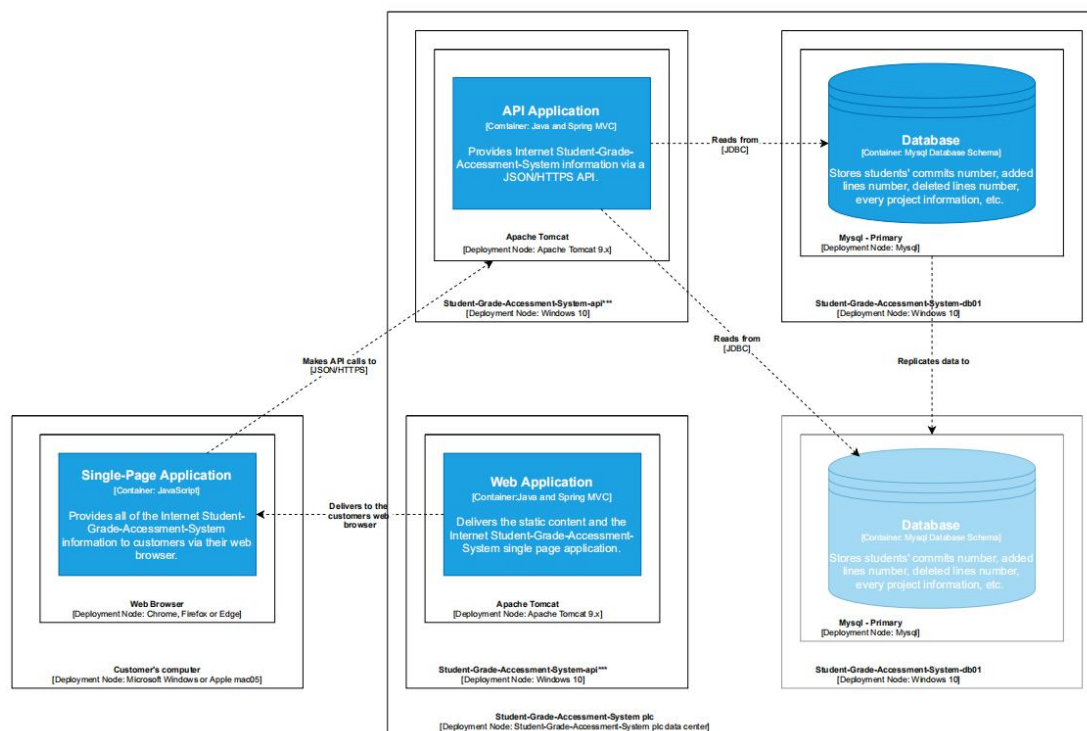 API Application
[Comtainer: Java and Spring MVC]
Provides Internet Student-Grade-
Accessment-System information via a
JSON/HTTPS API.
Apache Tomcat
[Deployment Node: Apache Tomcat 9.x]
Student-Grade-Accessment-System-api***
[Deployment Node: Windows 10]
Reads from
[JDBC]
Database
[Container: Mysql Database Schema]
Stores students' commits number, added
lines number, deleted lines number,
every project information, etc.
Mysql - Primary
[Deployment Node: Mysql]
Student-Grade-Accessment-System-db01
[Deployment Node: Windows 10]
Makes API calls to
[JSON/HTTPS]
Reads from
[JDBC]
Replicates data to
Single-Page Application
[Container: JavaScript]
Provides all of the Internet Student-
Grade-Accessment-System
information to customers via their web
browser.
Web Browser
[Deployment Node: Chrome, Firefox or Edge]
Customer's computer
[Deployment Node: Microsoft Windows or Apple mac05]
Delivers to the
customers web
browser
Web Application
[Container:Java and Spring MVC]
Delivers the static content and the
Internet Student-Grade-Accessment-
System single page application.
Apache Tomcat
[Deployment Node: Apache Tomcat 9.x]
Student-Grade-Accessment-System-api***
[Deployment Node: Windows 10]
Database
[Container: Mysql Database Schema]
Stores students' commits number, added
lines number, deleted lines number,
every project information, etc.
Mysql - Primary
[Deployment Node: Mysql]
Student-Grade-Accessment-System-db01
[Deployment Node: Windows 10]
Student-Grade-Accessment-System plc
[Deployment Node: Student-Grade-Accessment-System plc data center]